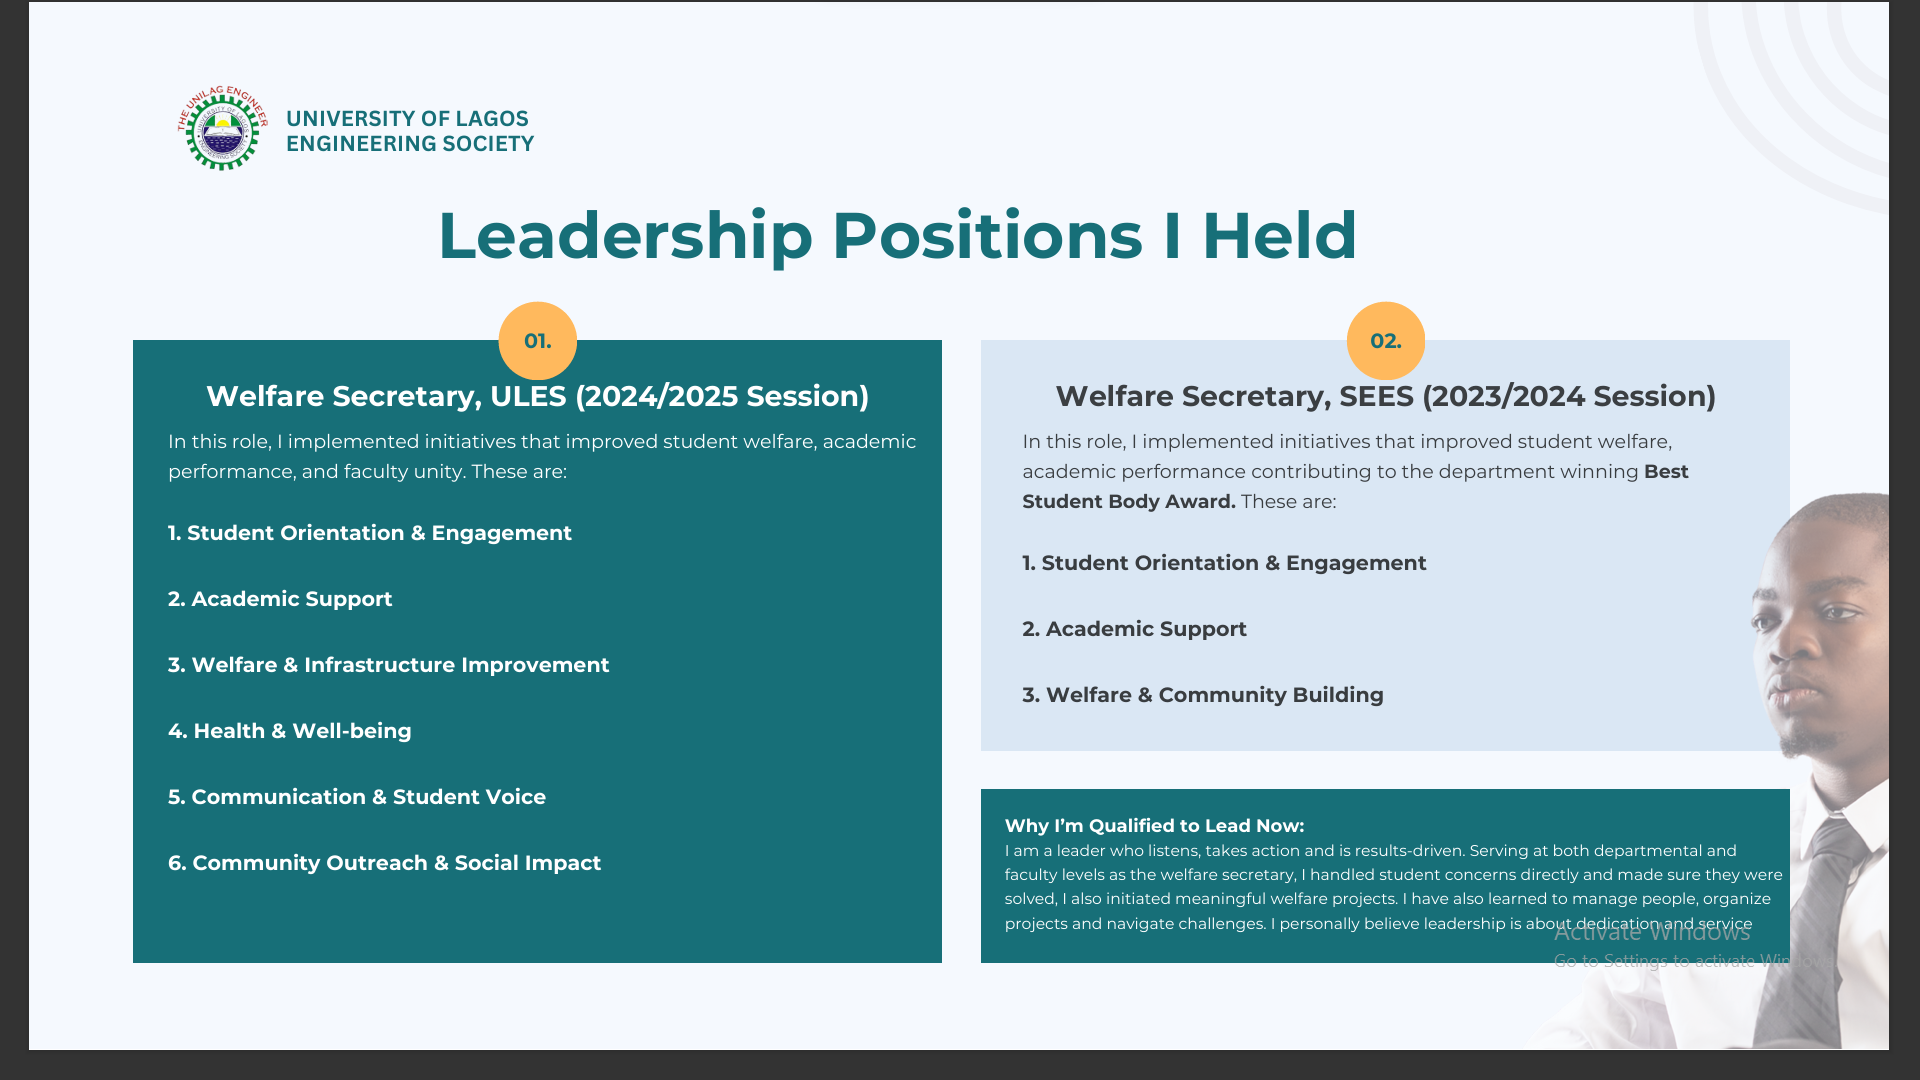 THE UNILAG ENGINEER
UNIVERSITY OF LAGOS
ENGINEERING SOCIETY
Leadership Positions I Held
01.
Welfare Secretary, ULES (2024/2025 Session)
In this role, I implemented initiatives that improved student welfare, academic
performance, and faculty unity. These are:
1. Student Orientation & Engagement
2. Academic Support
3. Welfare & Infrastructure Improvement
4. Health & Well-being
5. Communication & Student Voice
6. Community Outreach & Social Impact
02.
Welfare Secretary, SEES (2023/2024 Session)
In this role, I implemented initiatives that improved student welfare,
academic performance contributing to the department winning Best
Student Body Award. These are:
1. Student Orientation & Engagement
2. Academic Support
3. Welfare & Community Building
Why I’m Qualified to Lead Now:
I am a leader who listens, takes action and is results-driven. Serving at both departmental and
faculty levels as the welfare secretary, I handled student concerns directly and made sure they were
solved, I also initiated meaningful welfare projects. I have also learned to manage people, organize
projects and navigate challenges. I personally believe leadership is about dedication and service
Activate Windows
Go to Settings to activate Windows.